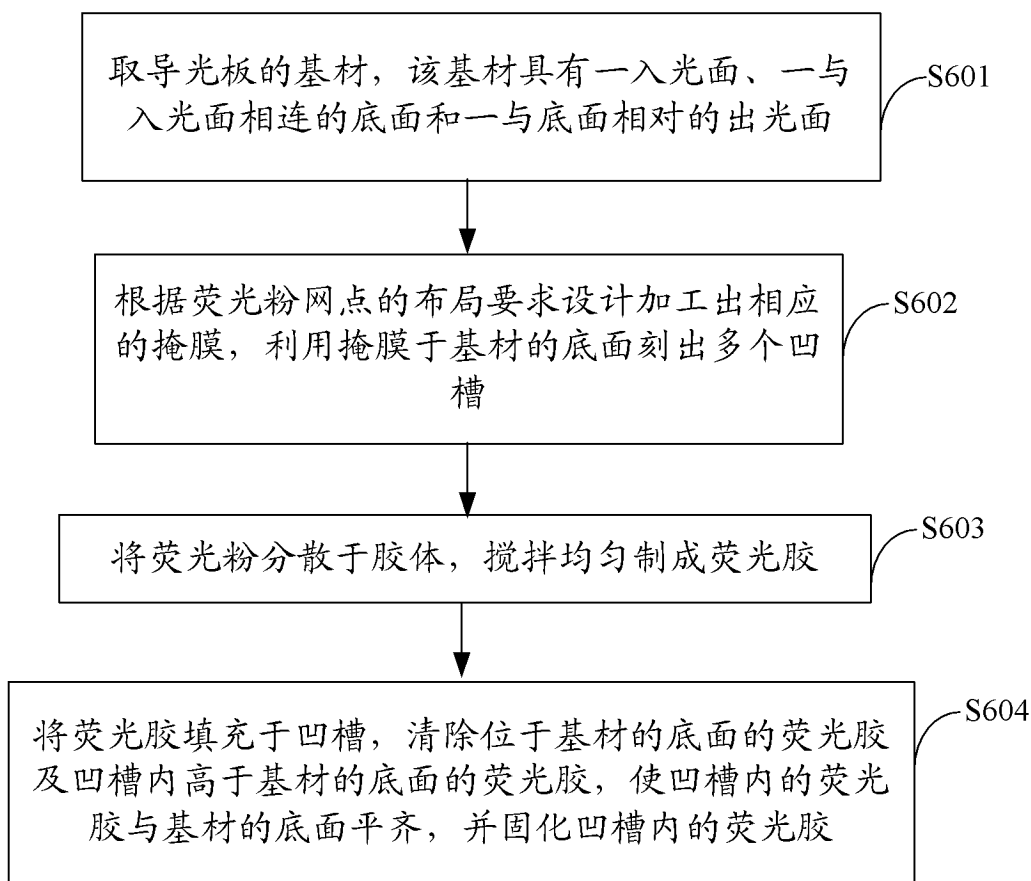 取导光板的基材，该基材具有一入光面、一与
入光面相连的底面和一与底面相对的出光面
S601
根据荧光粉网点的布局要求设计加工出相应
的掩膜，利用掩膜于基材的底面刻出多个凹
槽
S602
将荧光粉分散于胶体，搅拌均匀制成荧光胶
S603
将荧光胶填充于凹槽，清除位于基材的底面的荧光胶
及凹槽内高于基材的底面的荧光胶，使凹槽内的荧光
胶与基材的底面平齐，并固化凹槽内的荧光胶
S604